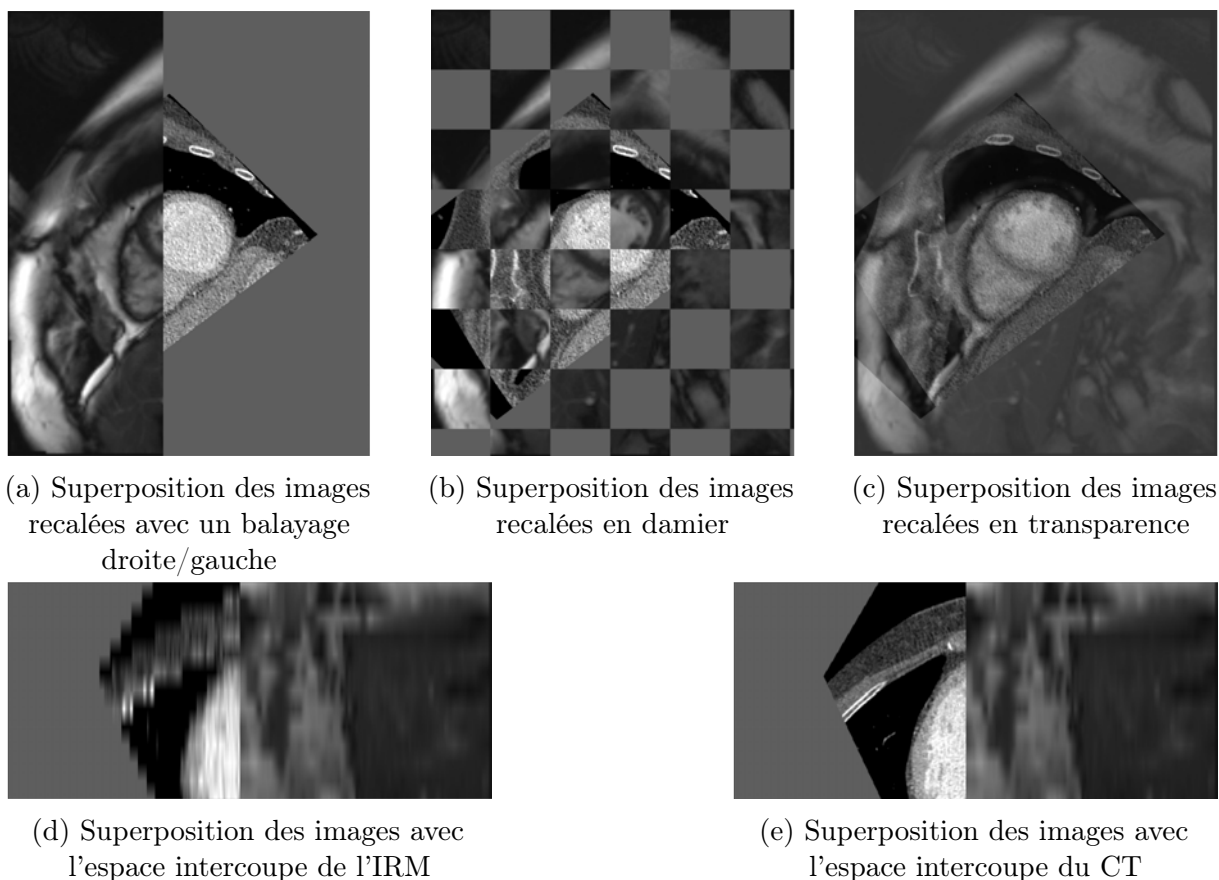 (a) Superposition des images
recalées avec un balayage
droite/gauche
(b) Superposition des images
recalées en damier
(c) Superposition des images
recalées en transparence
(d) Superposition des images avec
l'espace intercoupe de l'IRM
(e) Superposition des images avec
l'espace intercoupe du CT